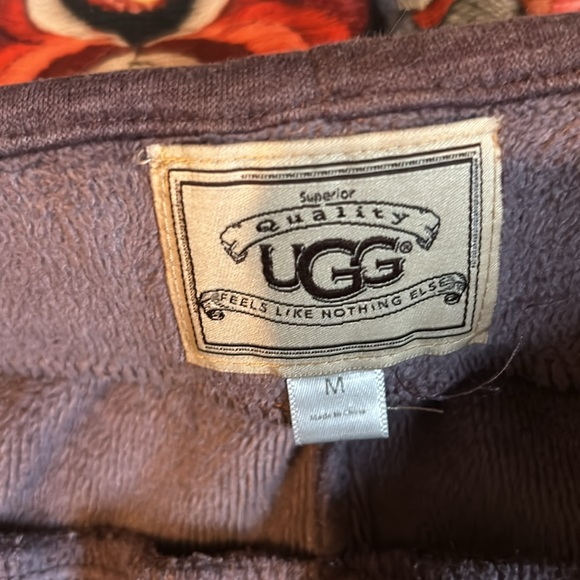 Superior
Quality
UGG®
FEELS LIKE NOTHING ELSE
M
Made in China